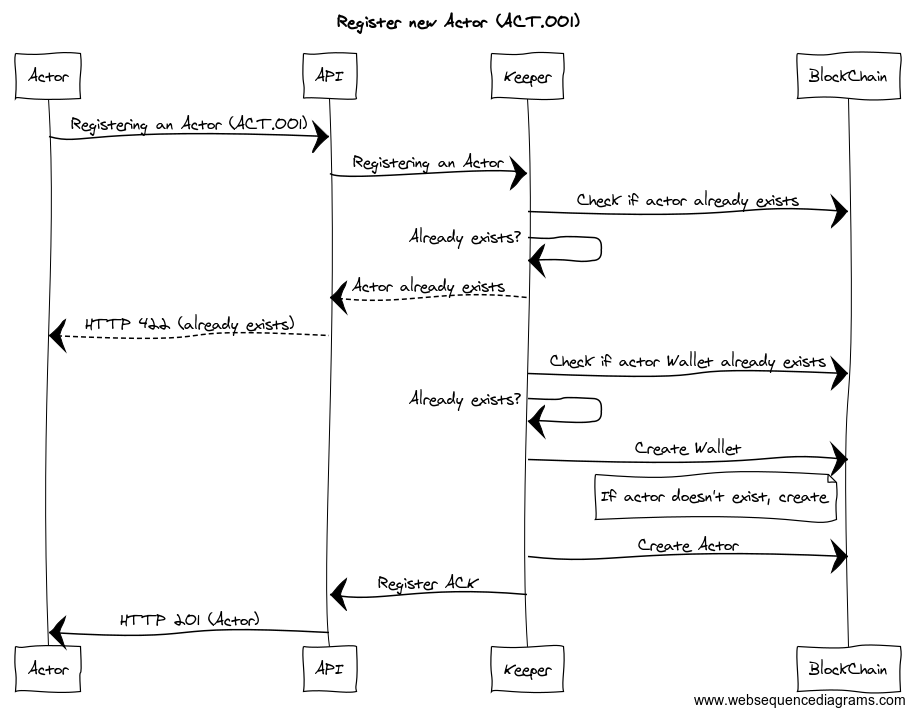 Register new Actor (ACT.001)
Actor API Keeper BlockChain
Registering an Actor (ACT.001)
Registering an Actor
Check if actor already exists
Already exists?
Actor already exists
HTTP 422 (already exists)
Check if actor Wallet already exists
Already exists?
Create Wallet
If actor doesn't exist, create
Create Actor
Register ACK
HTTP 201 (Actor)
Actor API Keeper BlockChain
www.websequencediagrams.com